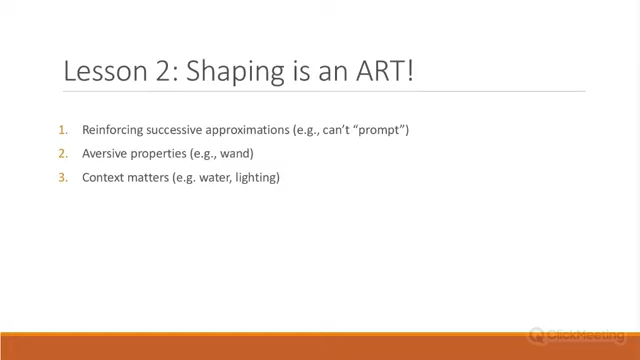 Lesson 2: Shaping is an ART!
1. Reinforcing successive approximations (e.g., can't “prompt”)
2. Aversive properties (e.g., wand)
3. Context matters (e.g. water, lighting)
ClickMeeting